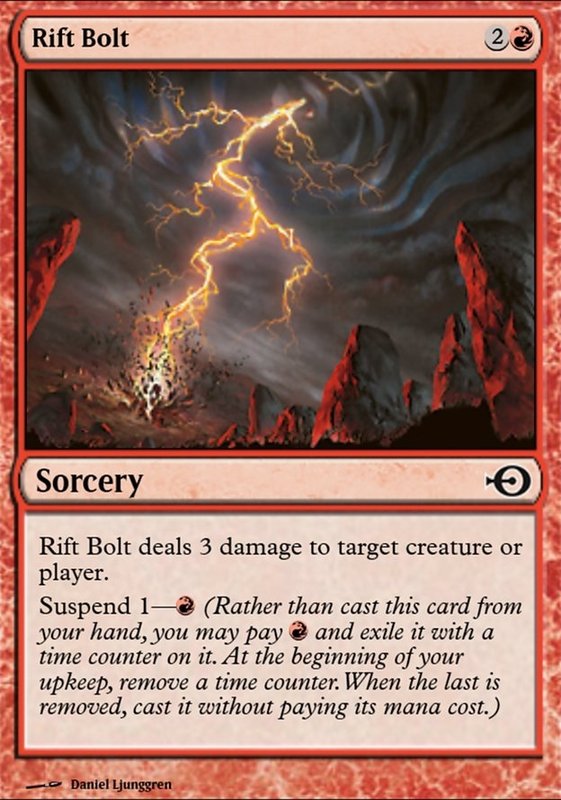 Rift Bolt 2
Sorcery
Rift Bolt deals 3 damage to target creature or
player.
Suspend 1— (Rather than cast this card from
your hand, you may pay and exile it with a
time counter on it. At the beginning of your
upkeep, remove a time counter. When the last is
removed, cast it without paying its mana cost.)
Daniel Ljunggren